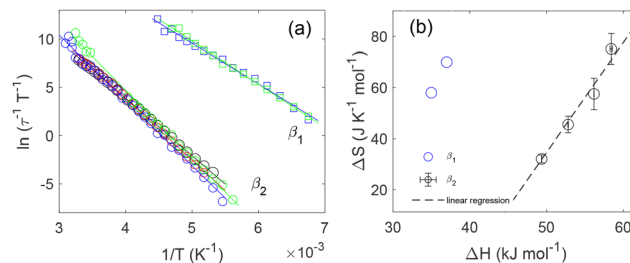 (a)
10
5
0
-5
ln (τ⁻¹ T⁻¹)
β₁
β₂
3 4 5 6 7
×10⁻³
1/T (K⁻¹)
(b)
80
60
40
20
ΔS (J K⁻¹ mol⁻¹)
β₁
β₂
linear regression
30 40 50 60
ΔH (kJ mol⁻¹)